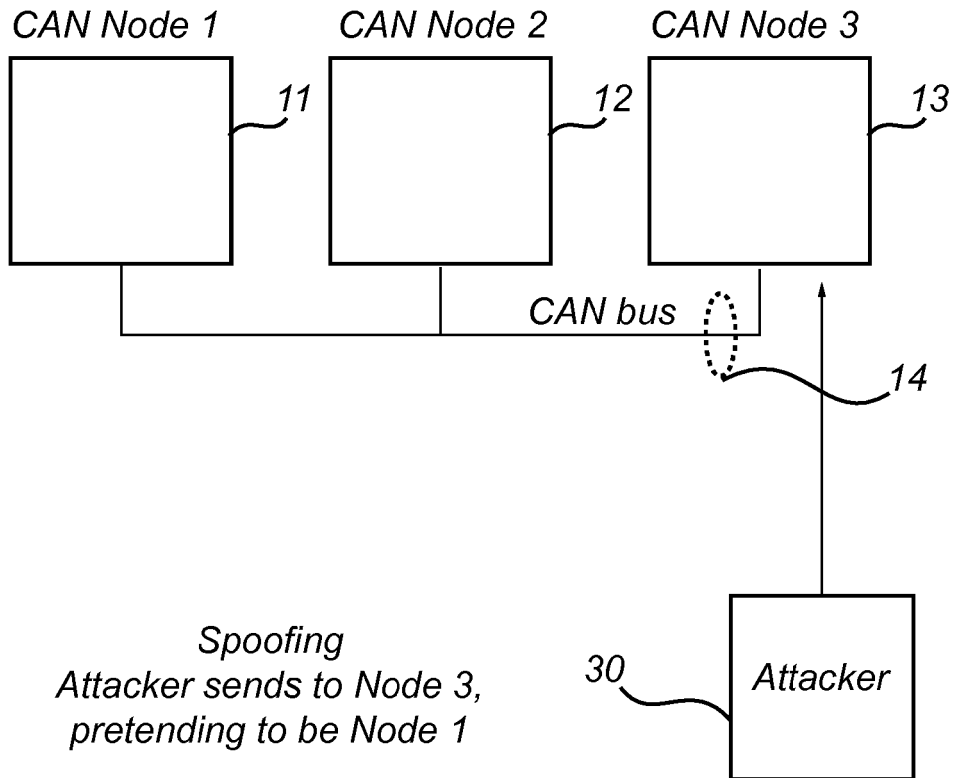 CAN Node 1
CAN Node 2
CAN Node 3
11
12
13
CAN bus
14
Spoofing
Attacker sends to Node 3,
pretending to be Node 1
30
Attacker